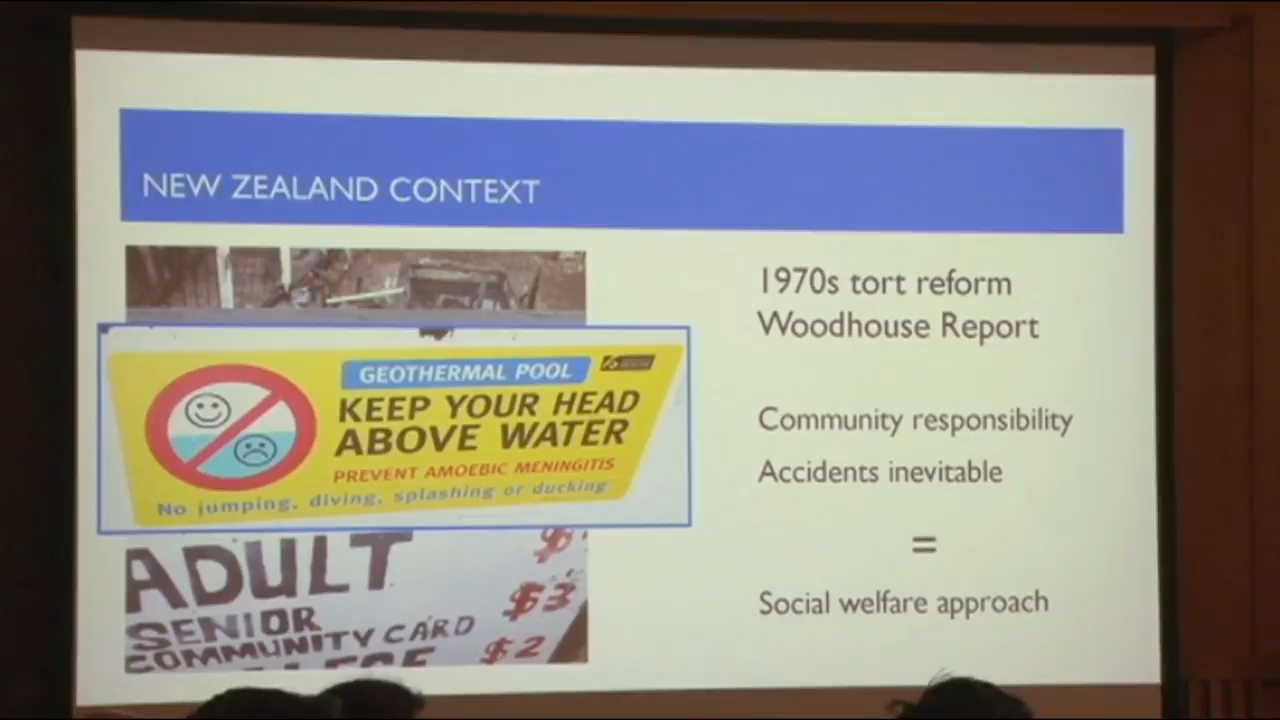 NEW ZEALAND CONTEXT
GEOTHERMAL POOL
KEEP YOUR HEAD
ABOVE WATER
PREVENT AMOEBIC MENINGITIS
No jumping, diving, splashing or ducking
ADULT
SENIOR $3
COMMUNITY CARD $2
1970s tort reform
Woodhouse Report
Community responsibility
Accidents inevitable
=
Social welfare approach